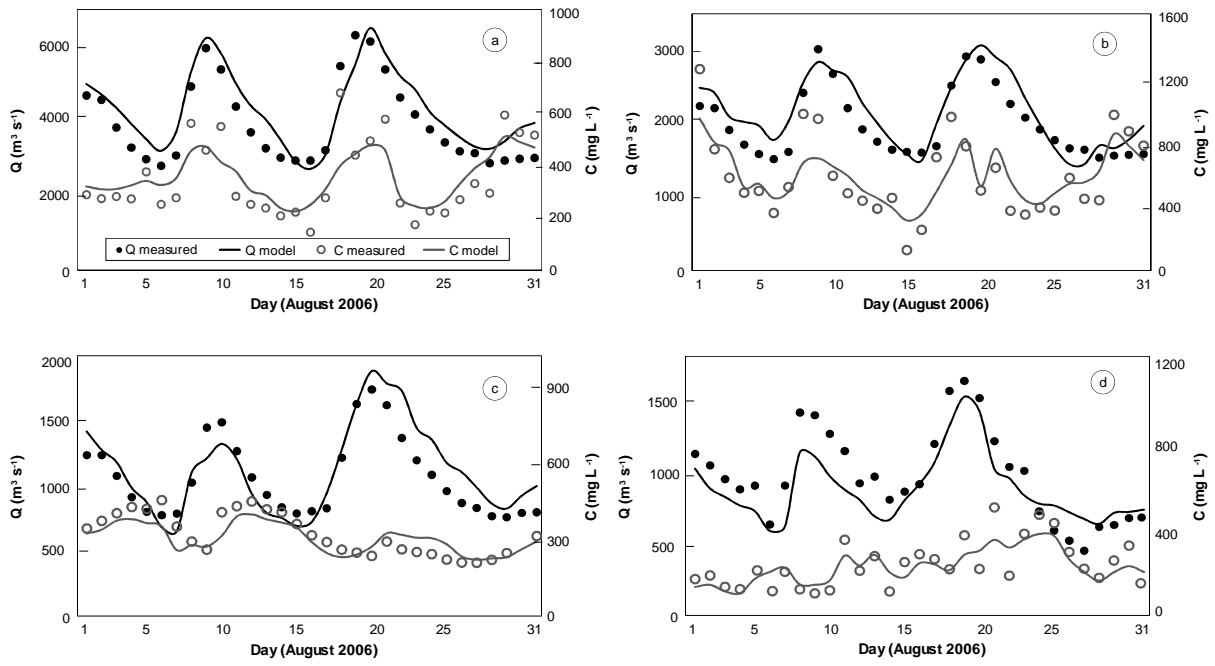 a
Q (m³ s⁻¹)
6000
4000
2000
0
1000
800
600
400
200
0
C (mg L⁻¹)
Q measured Q model C measured C model
1 5 10 15 20 25 31
Day (August 2006)
b
Q (m³ s⁻¹)
3000
2000
1000
0
1600
1200
800
400
0
C (mg L⁻¹)
1 5 10 15 20 25 31
Day (August 2006)
c
Q (m³ s⁻¹)
2000
1500
1000
500
0
900
600
300
0
C (mg L⁻¹)
1 5 10 15 20 25 31
Day (August 2006)
d
Q (m³ s⁻¹)
1500
1000
500
0
1200
800
400
0
C (mg L⁻¹)
1 5 10 15 20 25 31
Day (August 2006)